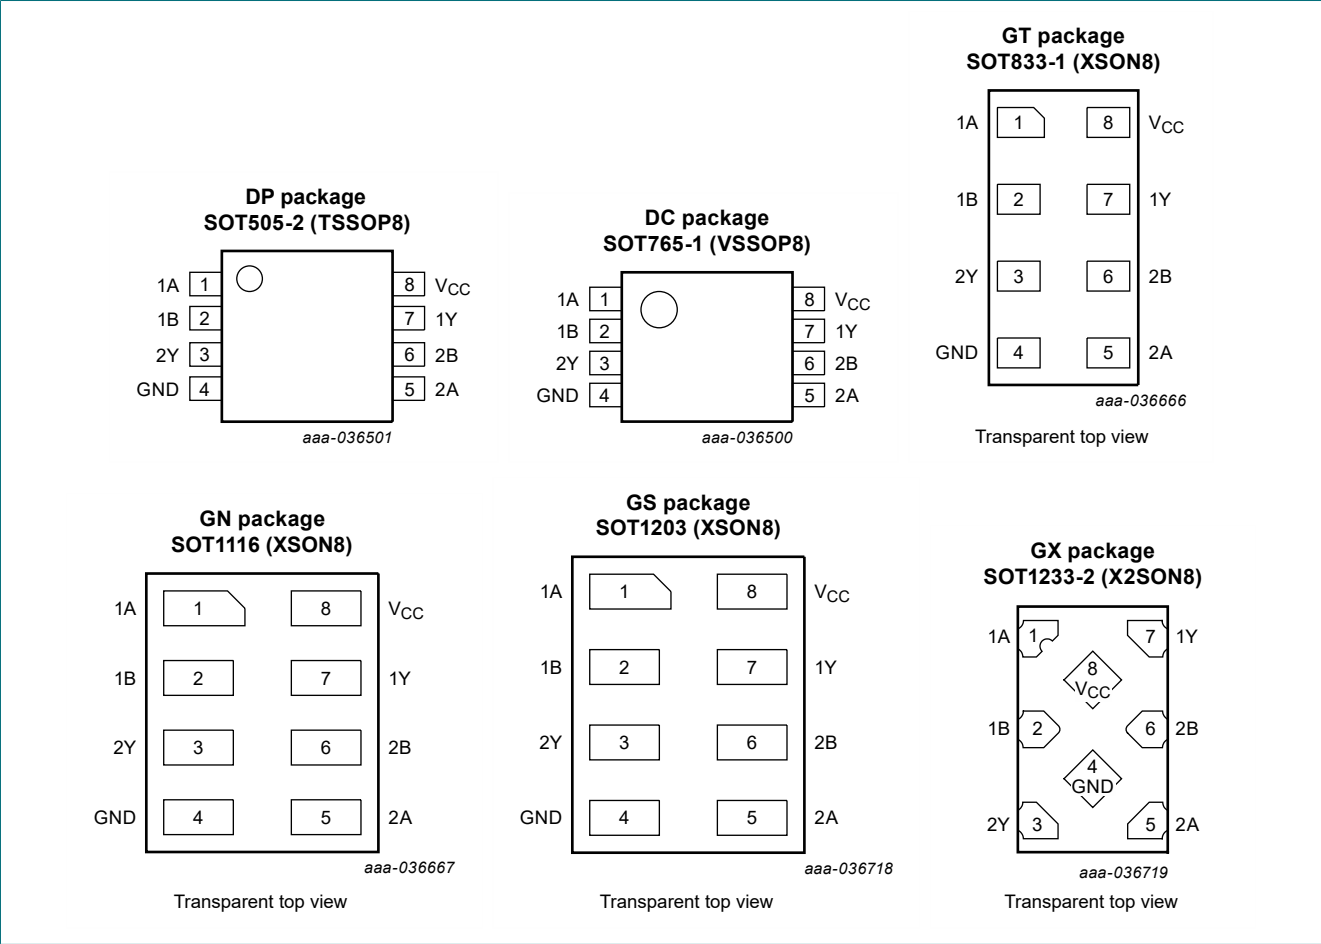 DP package
SOT505-2 (TSSOP8)
1A 1 8 VCC
1B 2 7 1Y
2Y 3 6 2B
GND 4 5 2A
aaa-036501
DC package
SOT765-1 (VSSOP8)
1A 1 8 VCC
1B 2 7 1Y
2Y 3 6 2B
GND 4 5 2A
aaa-036500
GT package
SOT833-1 (XSON8)
1A 1 8 VCC
1B 2 7 1Y
2Y 3 6 2B
GND 4 5 2A
aaa-036666
Transparent top view
GN package
SOT1116 (XSON8)
1A 1 8 VCC
1B 2 7 1Y
2Y 3 6 2B
GND 4 5 2A
aaa-036667
Transparent top view
GS package
SOT1203 (XSON8)
1A 1 8 VCC
1B 2 7 1Y
2Y 3 6 2B
GND 4 5 2A
aaa-036718
Transparent top view
GX package
SOT1233-2 (X2SON8)
1A 1 7 1Y
8
VCC
1B 2 6 2B
4
GND
2Y 3 5 2A
aaa-036719
Transparent top view